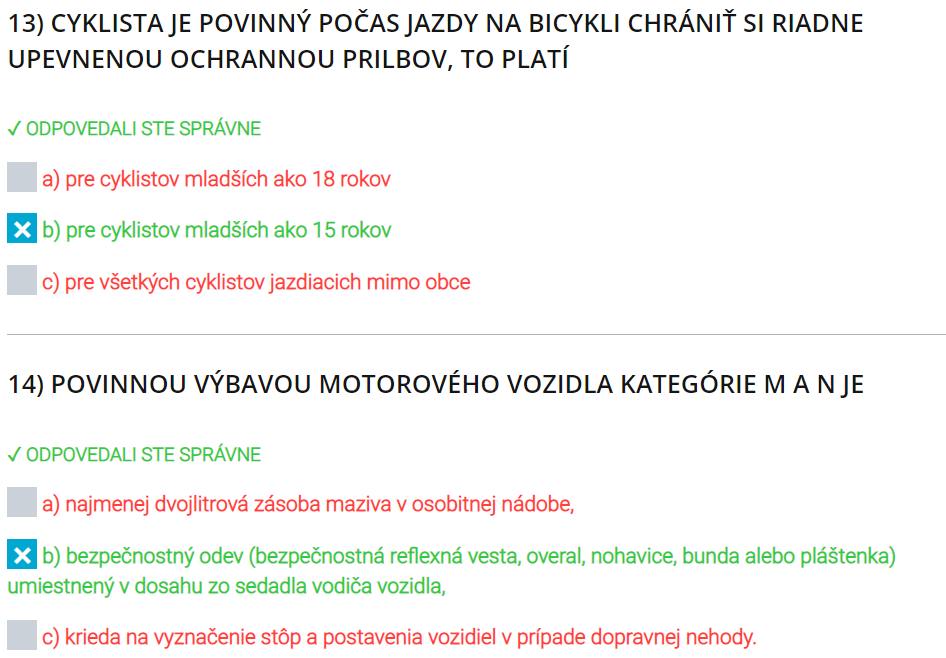 13) CYKLISTA JE POVINNÝ POČAS JAZDY NA BICYKLI CHRÁNIŤ SI RIADNE
UPEVNENOU OCHRANNOU PRILBOV, TO PLATÍ
✓ ODPOVEDALI STE SPRÁVNE
a) pre cyklistov mladších ako 18 rokov
b) pre cyklistov mladších ako 15 rokov
c) pre všetkých cyklistov jazdiacich mimo obce
14) POVINNOU VÝBAVOU MOTOROVÉHO VOZIDLA KATEGÓRIE M A N JE
✓ ODPOVEDALI STE SPRÁVNE
a) najmenej dvojlitrová zásoba maziva v osobitnej nádobe,
b) bezpečnostný odev (bezpečnostná reflexná vesta, overal, nohavice, bunda alebo pláštenka)
umiestnený v dosahu zo sedadla vodiča vozidla,
c) krieda na vyznačenie stôp a postavenia vozidiel v prípade dopravnej nehody.